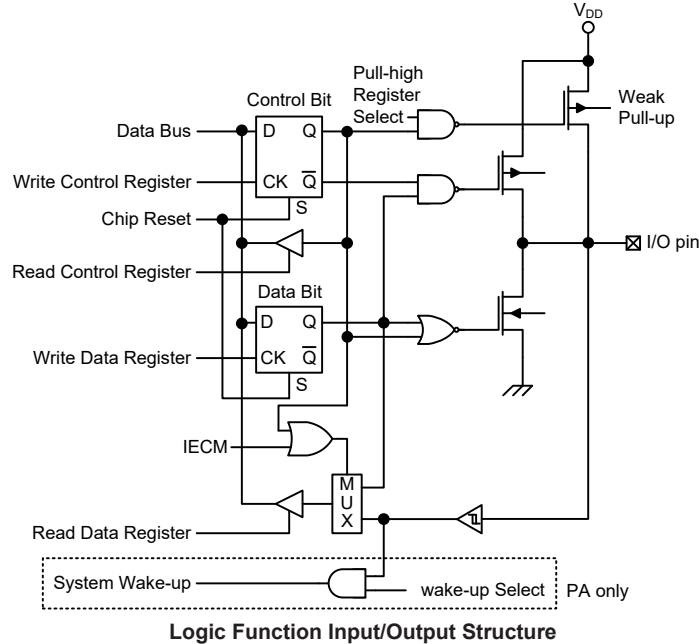 VDD
Pull-high
Register
Select
Weak
Pull-up
Control Bit
Data Bus
D
Q
Write Control Register
CK
Q
S
Chip Reset
I/O pin
Read Control Register
Data Bit
D
Q
Write Data Register
CK
Q
S
IECM
M
U
X
Read Data Register
System Wake-up
wake-up Select
PA only
Logic Function Input/Output Structure